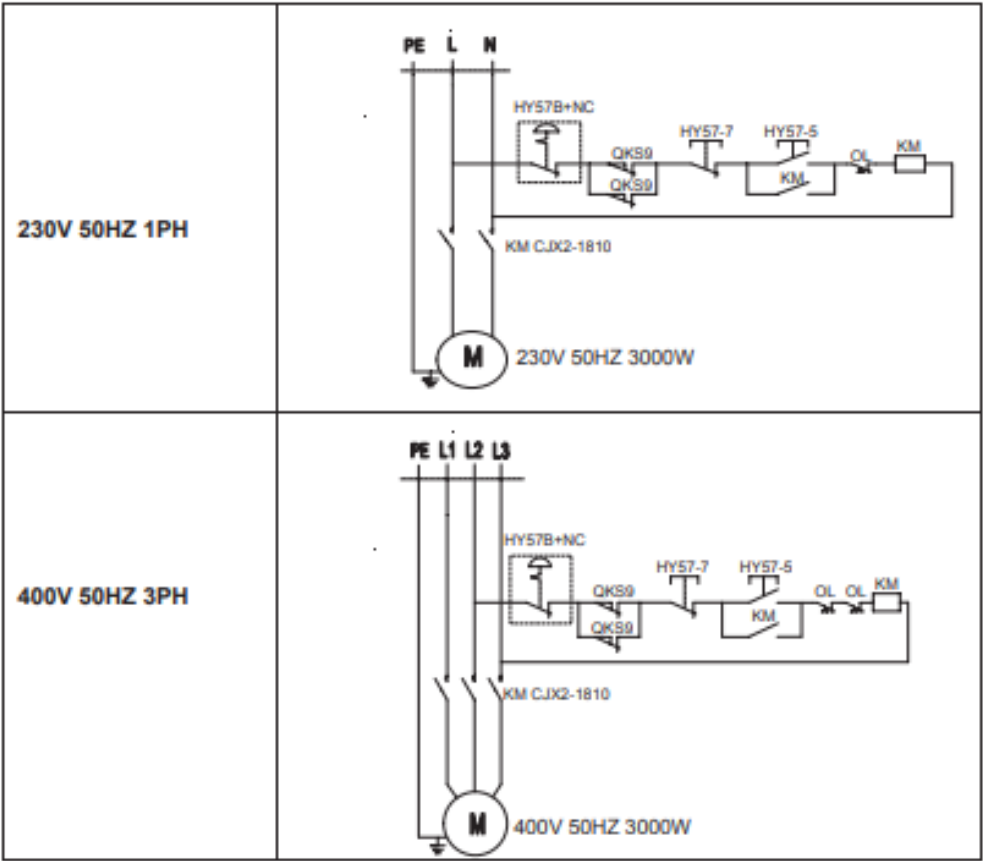 PE L N
HY57B+NC
HY57-7 HY57-5
QKS9 OL KM
QKS9 KM
230V 50HZ 1PH
KM CJX2-1810
M 230V 50HZ 3000W
PE L1 L2 L3
HY57B+NC
HY57-7 HY57-5
QKS9 OL OL KM
QKS9 KM
400V 50HZ 3PH
KM CJX2-1810
M 400V 50HZ 3000W